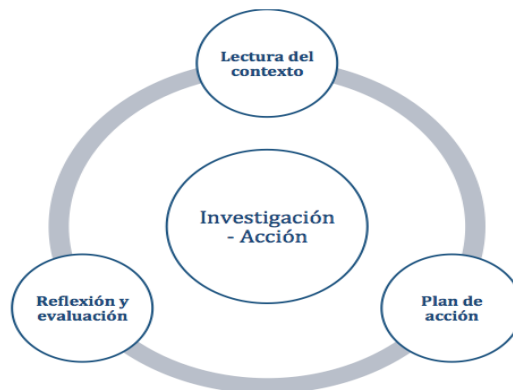 Lectura del
contexto
Investigación
- Acción
Reflexión y
evaluación
Plan de
acción